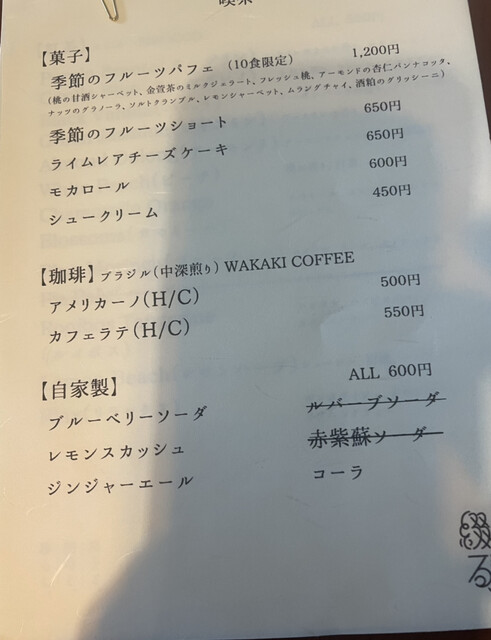 喫茶
【菓子】
季節のフルーツパフェ (10食限定) 1,200円
(桃の甘酒シャーベット、金萱茶のミルクジェラート、フレッシュ桃、アーモンドの杏仁パンナコッタ、
ナッツのグラノーラ、ソルトクランブル、レモンシャーベット、ムラングチャイ、酒粕のグリッシーニ)
季節のフルーツショート 650円
ライムレアチーズケーキ 650円
モカロール 600円
シュークリーム 450円
【珈琲】ブラジル(中深煎り) WAKAKI COFFEE
アメリカーノ(H/C) 500円
カフェラテ(H/C) 550円
【自家製】 ALL 600円
ブルーベリーソーダ ルバーブソーダ
レモンスカッシュ 赤紫蘇ソーダ
ジンジャーエール コーラ